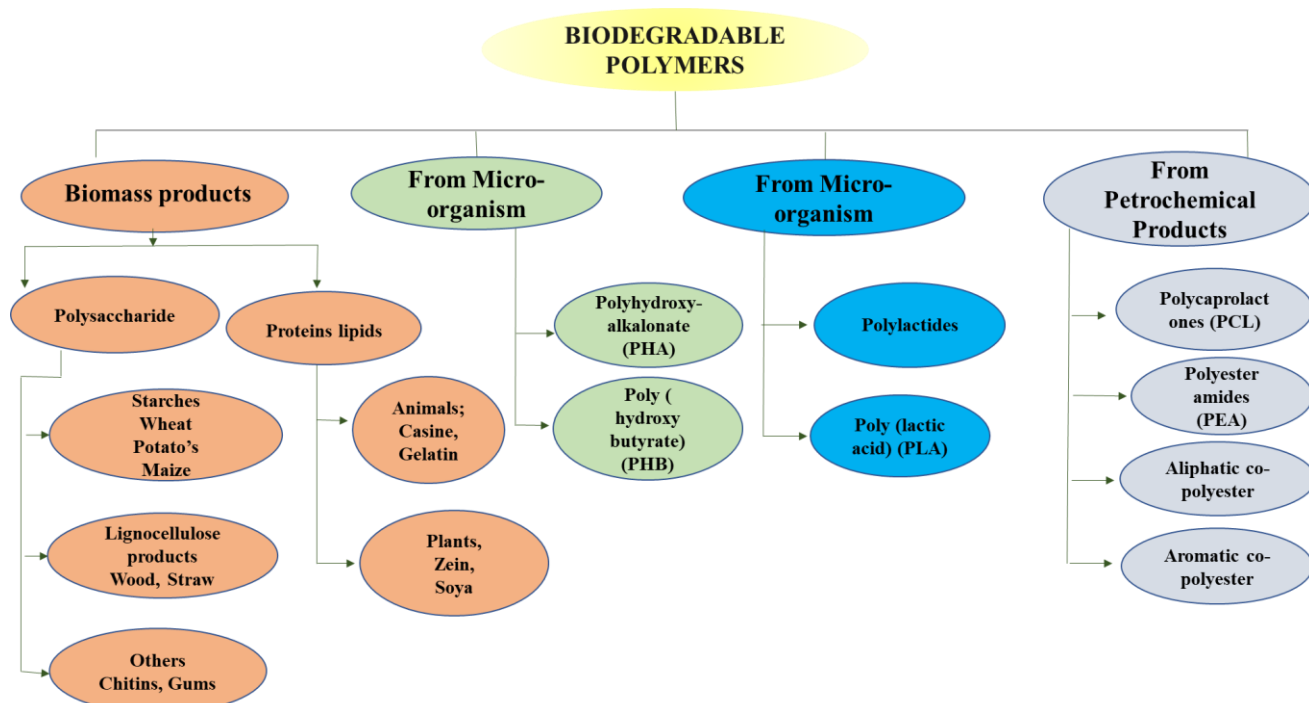 BIODEGRADABLE
POLYMERS
Biomass products
From Micro-
organism
From Micro-
organism
From
Petrochemical
Products
Polysaccharide
Proteins lipids
Starches
Wheat
Potato's
Maize
Lignocellulose
products
Wood, Straw
Others
Chitins, Gums
Animals;
Casine,
Gelatin
Plants,
Zein,
Soya
Polyhydroxy-
alkalonate
(PHA)
Poly (
hydroxy
butyrate)
(PHB)
Polylactides
Poly (lactic
acid) (PLA)
Polycaprolact
ones (PCL)
Polyester
amides
(PEA)
Aliphatic co-
polyester
Aromatic co-
polyester